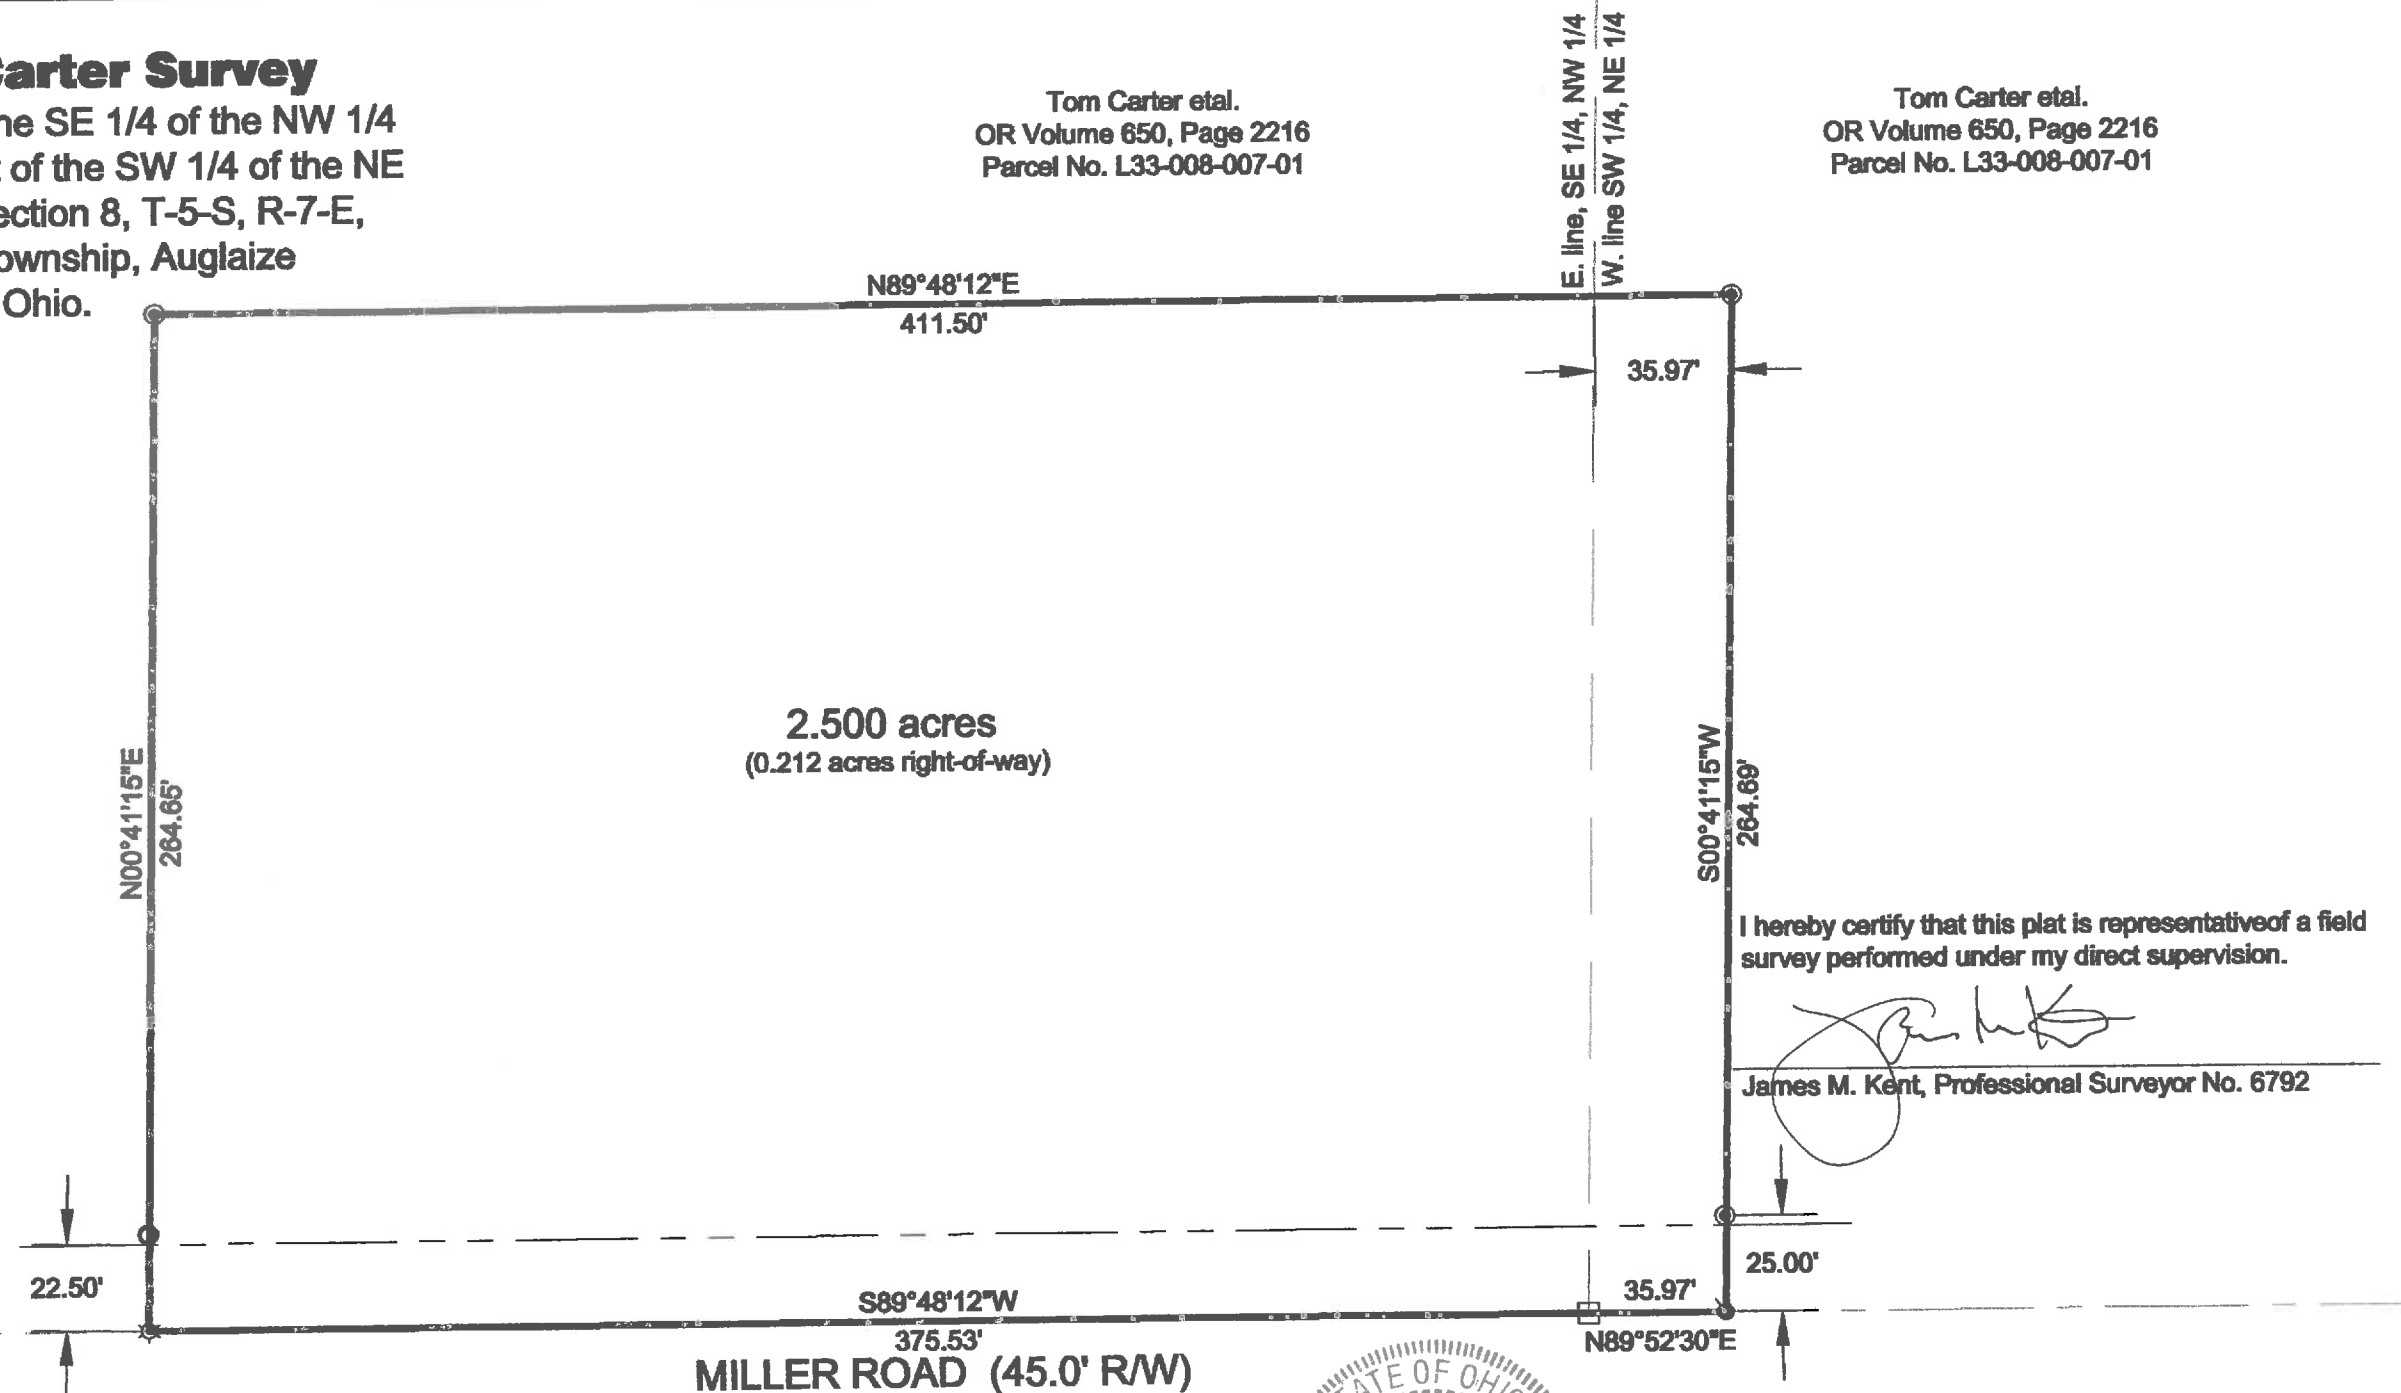 Carter Survey
SE 1/4 of the NW 1/4
of the SW 1/4 of the NE
Section 8, T-5-S, R-7-E,
Township, Auglaize
Ohio.
Tom Carter etal.
OR Volume 650, Page 2216
Parcel No. L33-008-007-01
E. line, SE 1/4, NW 1/4
W. line SW 1/4, NE 1/4
Tom Carter etal.
OR Volume 650, Page 2216
Parcel No. L33-008-007-01
N89°48'12"E
411.50'
35.97'
2.500 acres
(0.212 acres right-of-way)
N00°41'15"E
264.65'
S00°41'15"W
264.69'
I hereby certify that this plat is representativeof a field
survey performed under my direct supervision.
James M. Kent, Professional Surveyor No. 6792
22.50'
25.00'
S89°48'12"W
375.53'
35.97'
N89°52'30"E
MILLER ROAD (45.0' R/W)
STATE OF OHIO